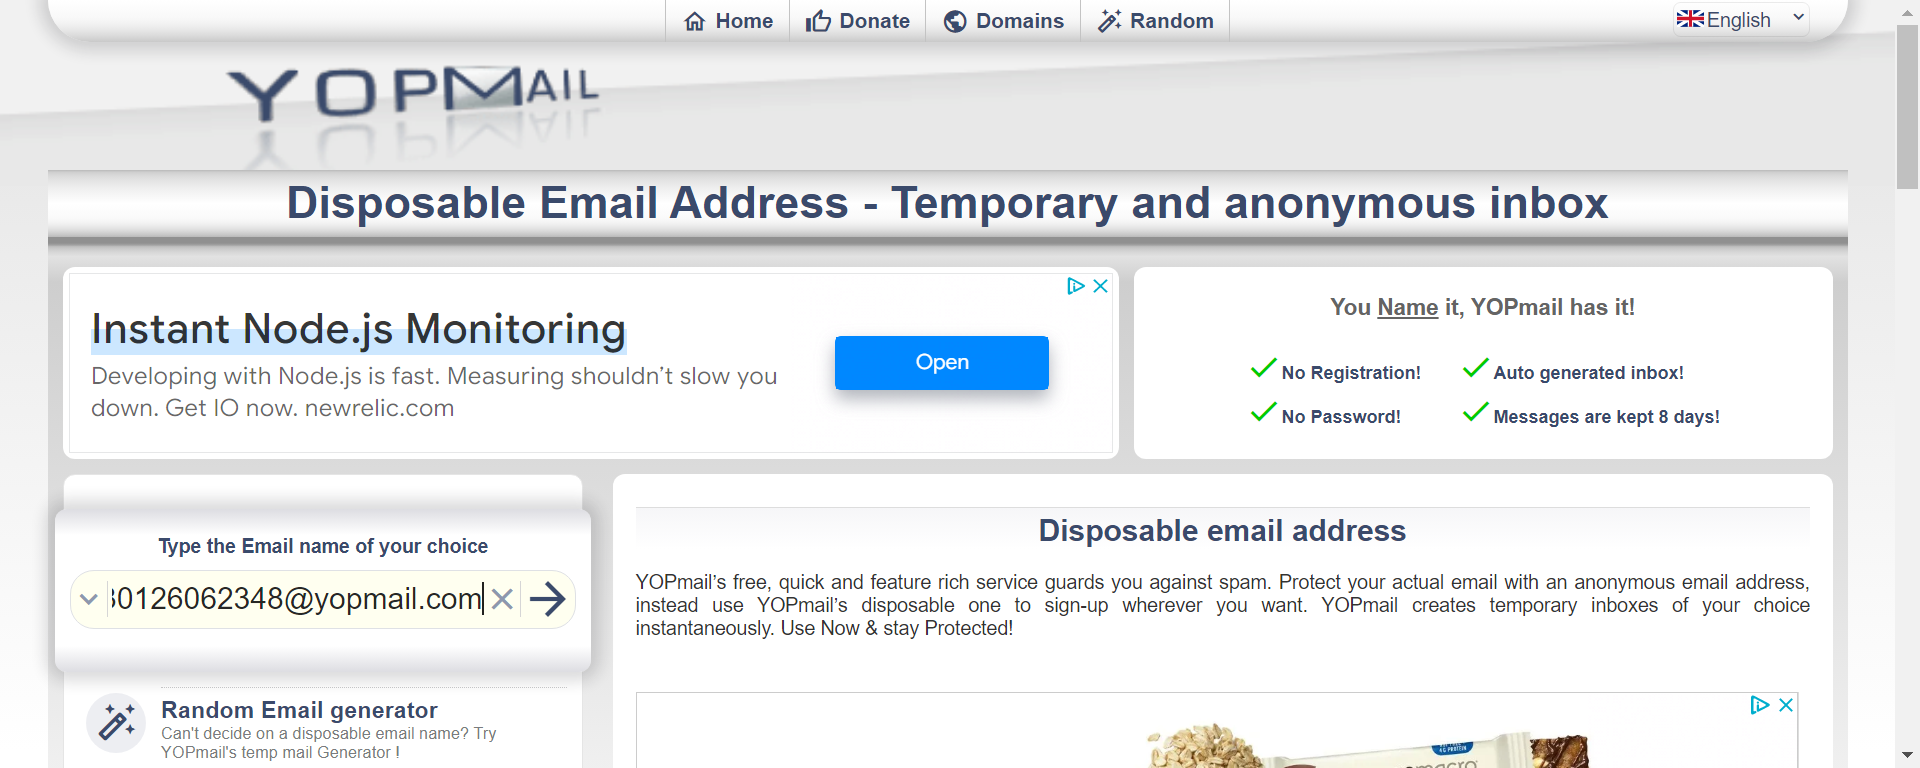 Home
Donate
Domains
Random
English
YOPMAIL
Disposable Email Address - Temporary and anonymous inbox
Instant Node.js Monitoring
Developing with Node.js is fast. Measuring shouldn't slow you
down. Get IO now. newrelic.com
Open
You Name it, YOPmail has it!
No Registration!
Auto generated inbox!
No Password!
Messages are kept 8 days!
Type the Email name of your choice
30126062348@yopmail.com
Disposable email address
YOPmail's free, quick and feature rich service guards you against spam. Protect your actual email with an anonymous email address,
instead use YOPmail's disposable one to sign-up wherever you want. YOPmail creates temporary inboxes of your choice
instantaneously. Use Now & stay Protected!
Random Email generator
Can't decide on a disposable email name? Try
YOPmail's temp mail Generator !